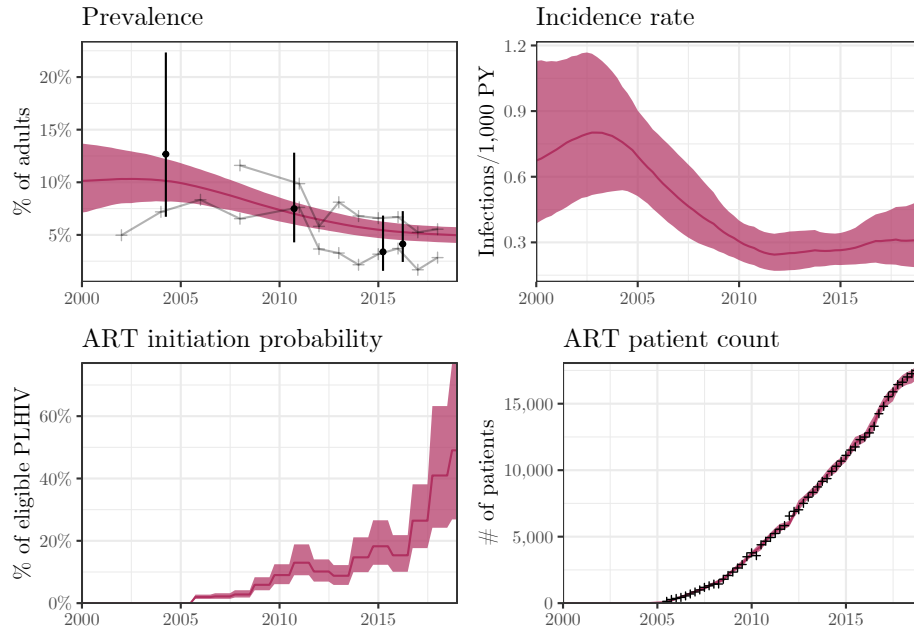 Prevalence
% of adults
20%
15%
10%
5%
2000 2005 2010 2015
Incidence rate
Infections/1,000 PY
1.2
0.9
0.6
0.3
2000 2005 2010 2015
ART initiation probability
% of eligible PLHIV
60%
40%
20%
0%
2000 2005 2010 2015
ART patient count
# of patients
15,000
10,000
5,000
0
2000 2005 2010 2015